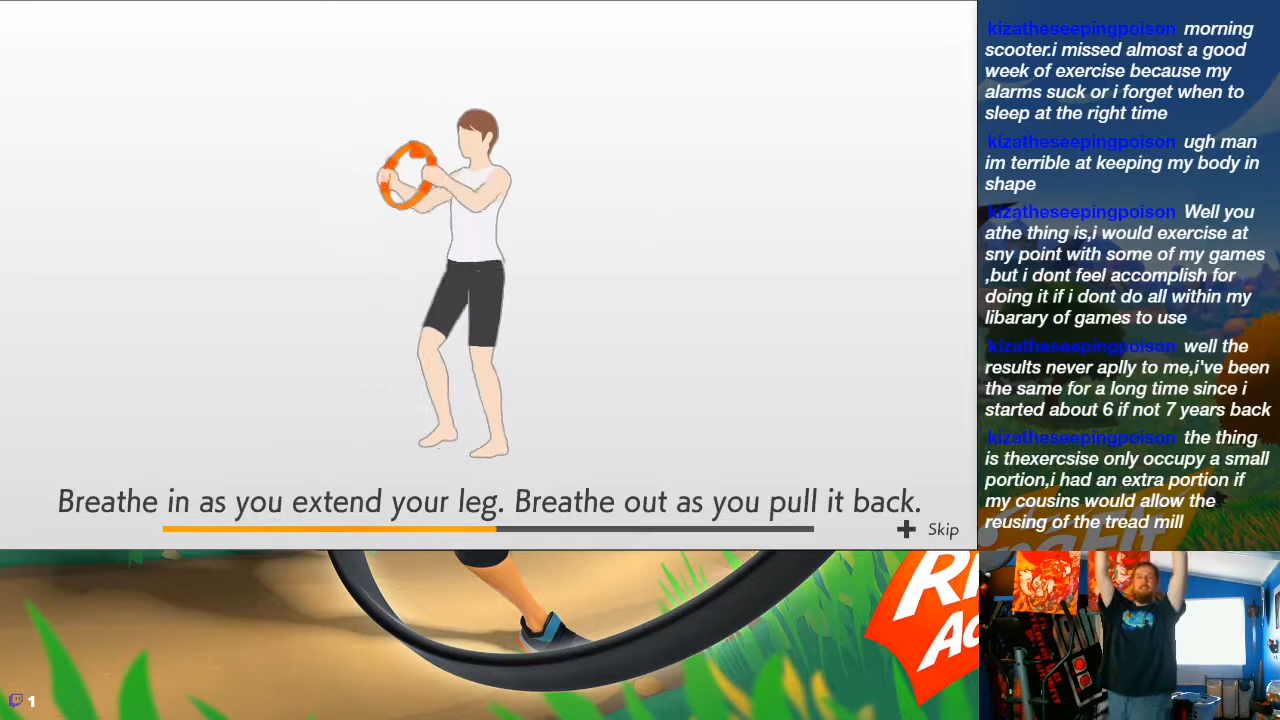 kizatheseepingpoison morning
scooter.i missed almost a good
week of exercise because my
alarms suck or i forget when to
sleep at the right time
kizatheseepingpoison ugh man
im terrible at keeping my body in
shape
kizatheseepingpoison Well you
athe thing is,i would exercise at
sny point with some of my games
,but i dont feel accomplish for
doing it if i dont do all within my
libarary of games to use
kizatheseepingpoison well the
results never aplly to me,i've been
the same for a long time since i
started about 6 if not 7 years back
kizatheseepingpoison the thing
is thexercsise only occupy a small
portion,i had an extra portion if
my cousins would allow the
reusing of the tread mill
Breathe in as you extend your leg. Breathe out as you pull it back.
+ Skip
1